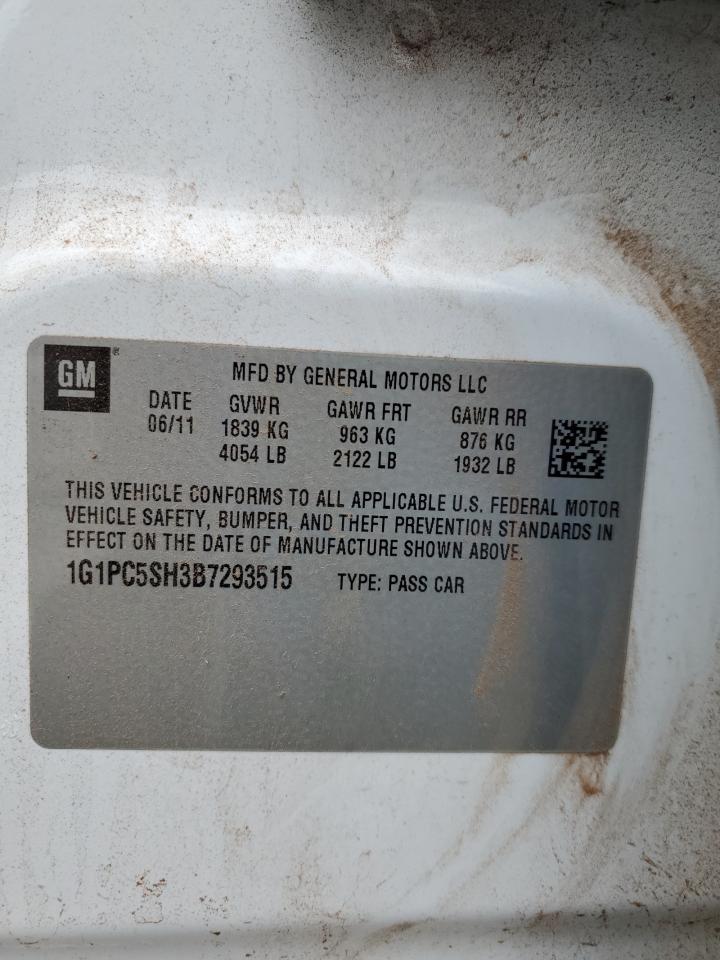 GM®
MFD BY GENERAL MOTORS LLC
DATE GVWR GAWR FRT GAWR RR
06/11 1839 KG 963 KG 876 KG
4054 LB 2122 LB 1932 LB
THIS VEHICLE CONFORMS TO ALL APPLICABLE U.S. FEDERAL MOTOR
VEHICLE SAFETY, BUMPER, AND THEFT PREVENTION STANDARDS IN
EFFECT ON THE DATE OF MANUFACTURE SHOWN ABOVE.
1G1PC5SH3B7293515 TYPE: PASS CAR